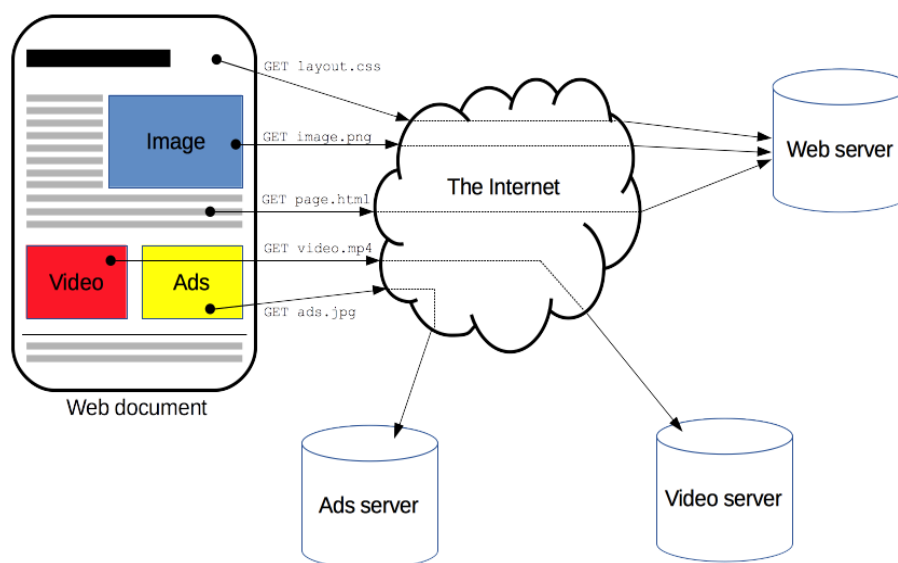 GET layout.css
Image
GET image.png
Web server
The Internet
GET page.html
GET video.mp4
Video
Ads
GET ads.jpg
Web document
Ads server
Video server